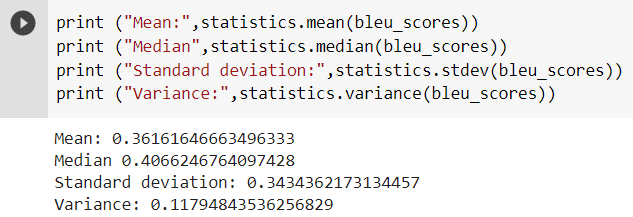 print ("Mean:",statistics.mean(bleu_scores))
print ("Median",statistics.median(bleu_scores))
print ("Standard deviation:",statistics.stdev(bleu_scores))
print ("Variance:",statistics.variance(bleu_scores))
Mean: 0.36161646663496333
Median 0.4066246764097428
Standard deviation: 0.3434362173134457
Variance: 0.11794843536256829